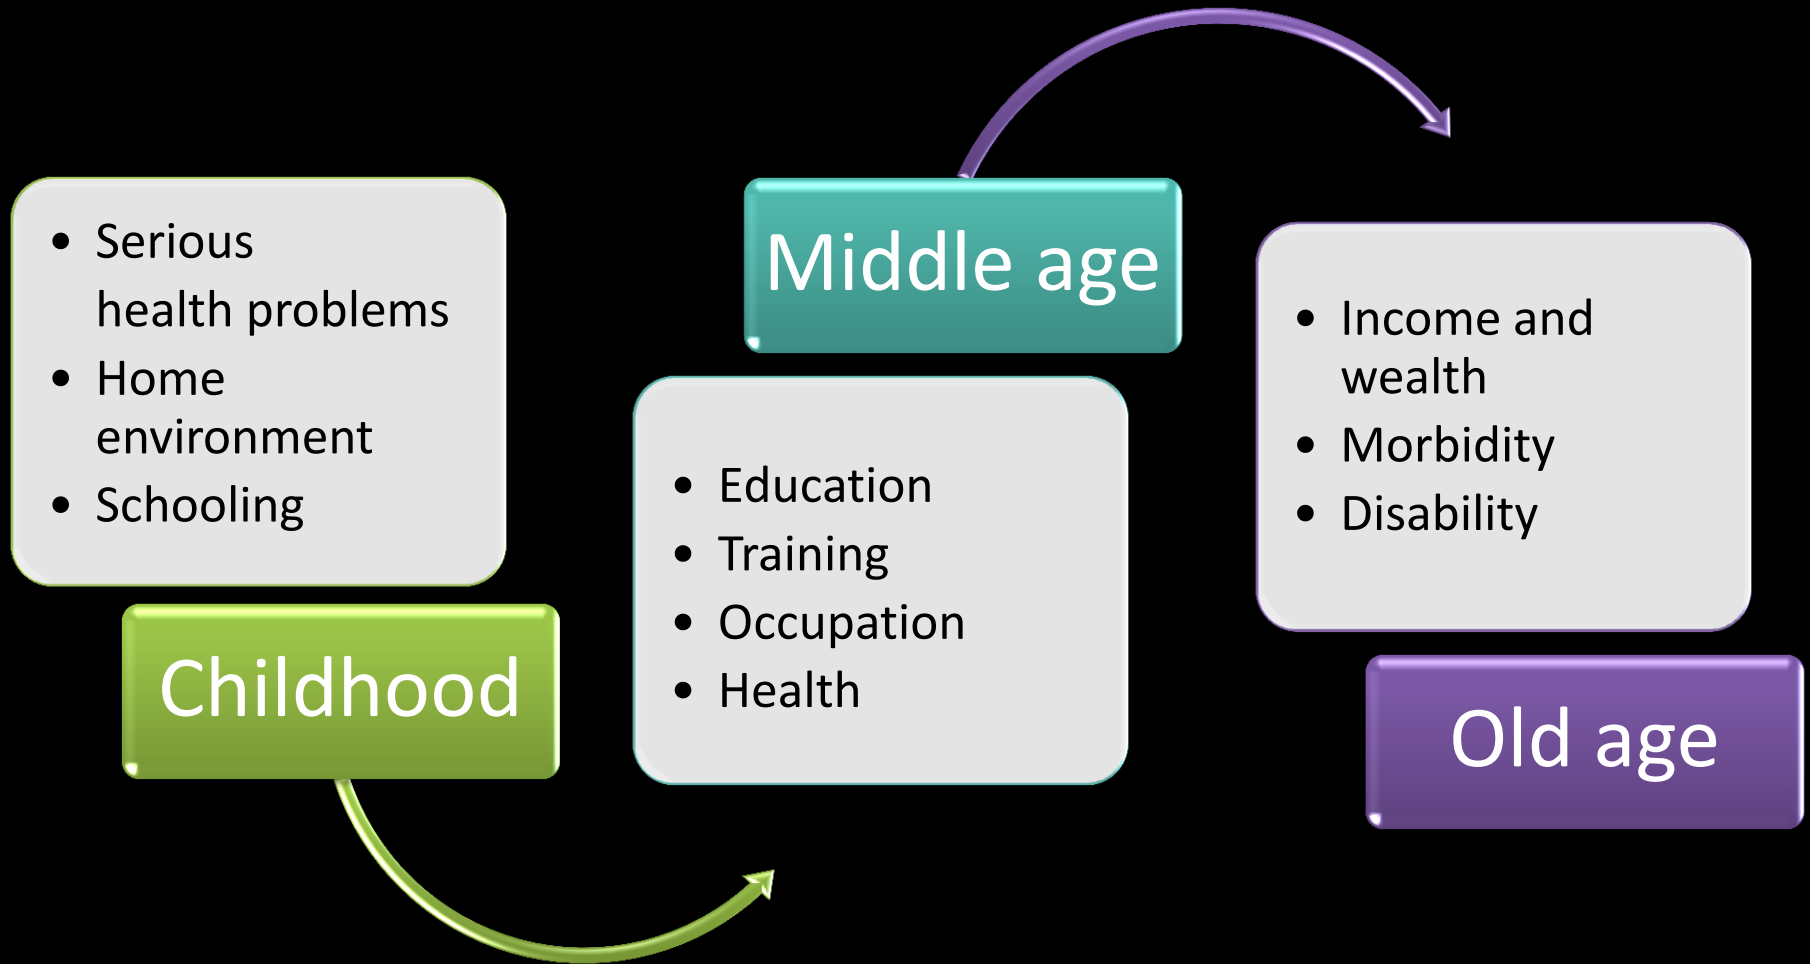 • Serious
health problems
• Home
environment
• Schooling
Childhood
Middle age
• Education
• Training
• Occupation
• Health
• Income and
wealth
• Morbidity
• Disability
Old age